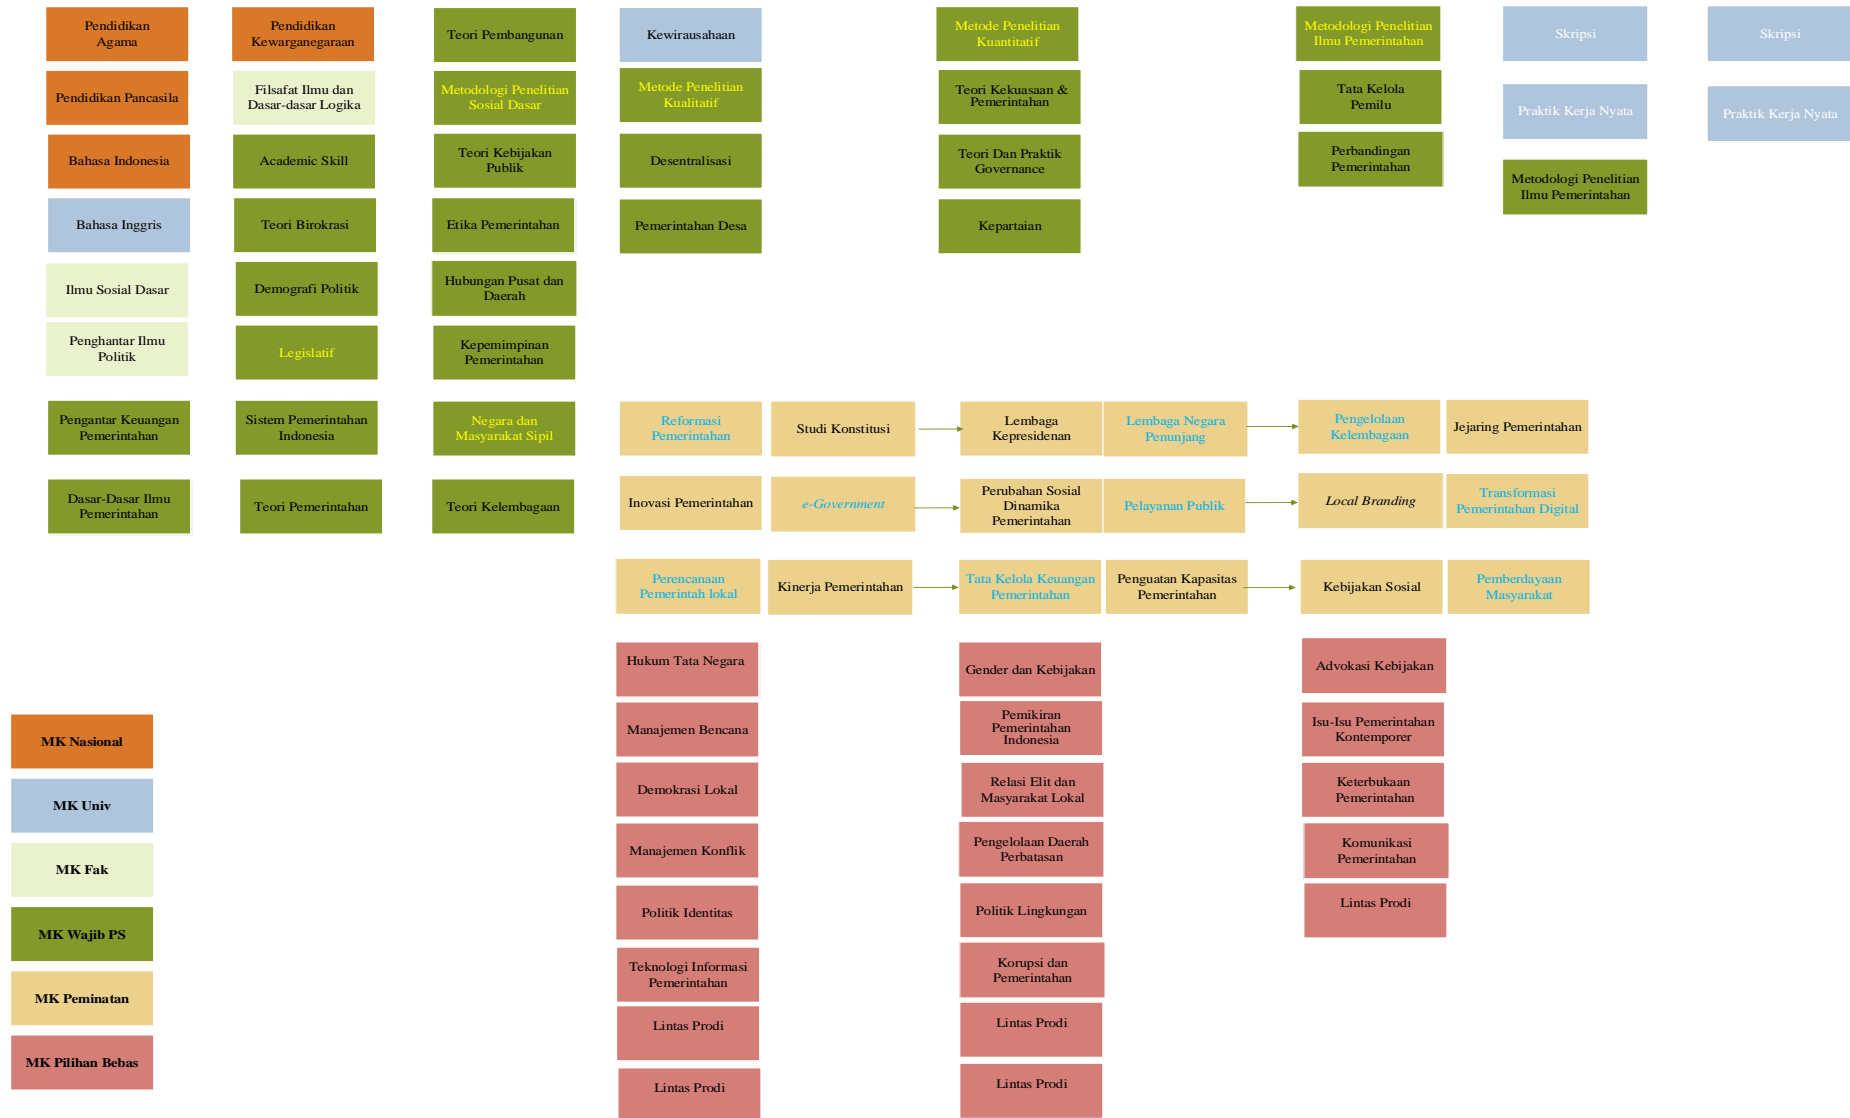 Pendidikan
Agama
Pendidikan Pancasila
Bahasa Indonesia
Bahasa Inggris
Ilmu Sosial Dasar
Penghantar Ilmu
Politik
Pengantar Keuangan
Pemerintahan
Dasar-Dasar Ilmu
Pemerintahan
Pendidikan
Kewarganegaraan
Filsafat Ilmu dan
Dasar-dasar Logika
Academic Skill
Teori Birokrasi
Demografi Politik
Legislatif
Sistem Pemerintahan
Indonesia
Teori Pemerintahan
Teori Pembangunan
Metodologi Penelitian
Sosial Dasar
Teori Kebijakan
Publik
Etika Pemerintahan
Hubungan Pusat dan
Daerah
Kepemimpinan
Pemerintahan
Negara dan
Masyarakat Sipil
Teori Kelembagaan
Kewirausahaan
Metode Penelitian
Kualitatif
Desentralisasi
Pemerintahan Desa
Metode Penelitian
Kuantitatif
Teori Kekuasaan &
Pemerintahan
Teori Dan Praktik
Governance
Kepartaian
Metodologi Penelitian
Ilmu Pemerintahan
Tata Kelola
Pemilu
Perbandingan
Pemerintahan
Skripsi
Praktik Kerja Nyata
Metodologi Penelitian
Ilmu Pemerintahan
Skripsi
Praktik Kerja Nyata
Reformasi
Pemerintahan
Studi Konstitusi
Lembaga
Kepresidenan
Lembaga Negara
Penunjang
Pengelolaan
Kelembagaan
Jejaring Pemerintahan
Inovasi Pemerintahan
e-Government
Perubahan Sosial
Dinamika
Pemerintahan
Pelayanan Publik
Local Branding
Transformasi
Pemerintahan Digital
Perencanaan
Pemerintah lokal
Kinerja Pemerintahan
Tata Kelola Keuangan
Pemerintahan
Penguatan Kapasitas
Pemerintahan
Kebijakan Sosial
Pemberdayaan
Masyarakat
Hukum Tata Negara
Manajemen Bencana
Demokrasi Lokal
Manajemen Konflik
Politik Identitas
Teknologi Informasi
Pemerintahan
Lintas Prodi
Lintas Prodi
Gender dan Kebijakan
Pemikiran
Pemerintahan
Indonesia
Relasi Elit dan
Masyarakat Lokal
Pengelolaan Daerah
Perbatasan
Politik Lingkungan
Korupsi dan
Pemerintahan
Lintas Prodi
Lintas Prodi
Advokasi Kebijakan
Isu-Isu Pemerintahan
Kontemporer
Keterbukaan
Pemerintahan
Komunikasi
Pemerintahan
Lintas Prodi
MK Nasional
MK Univ
MK Fak
MK Wajib PS
MK Peminatan
MK Pilihan Bebas